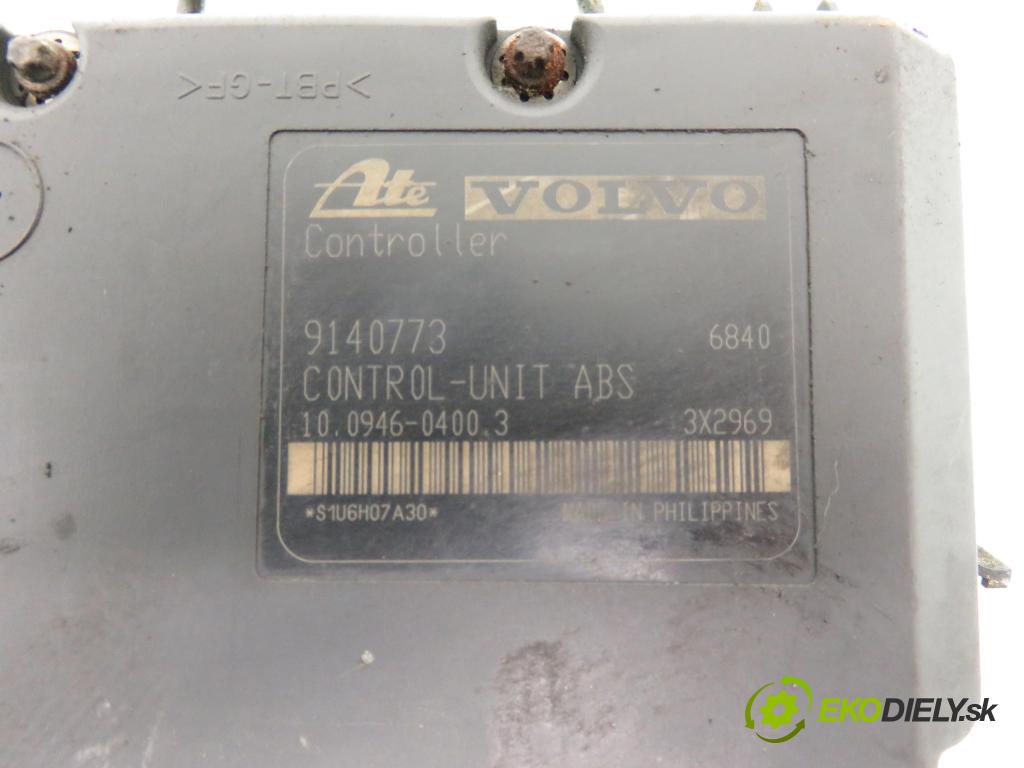 >PBT-GF<
Ate VOLVO
Controller
9140773 6840
CONTROL-UNIT ABS
10.0946-0400.3 3X2969
*S1U6H07A30* MADE IN PHILIPPINES
EKODIELY.sk